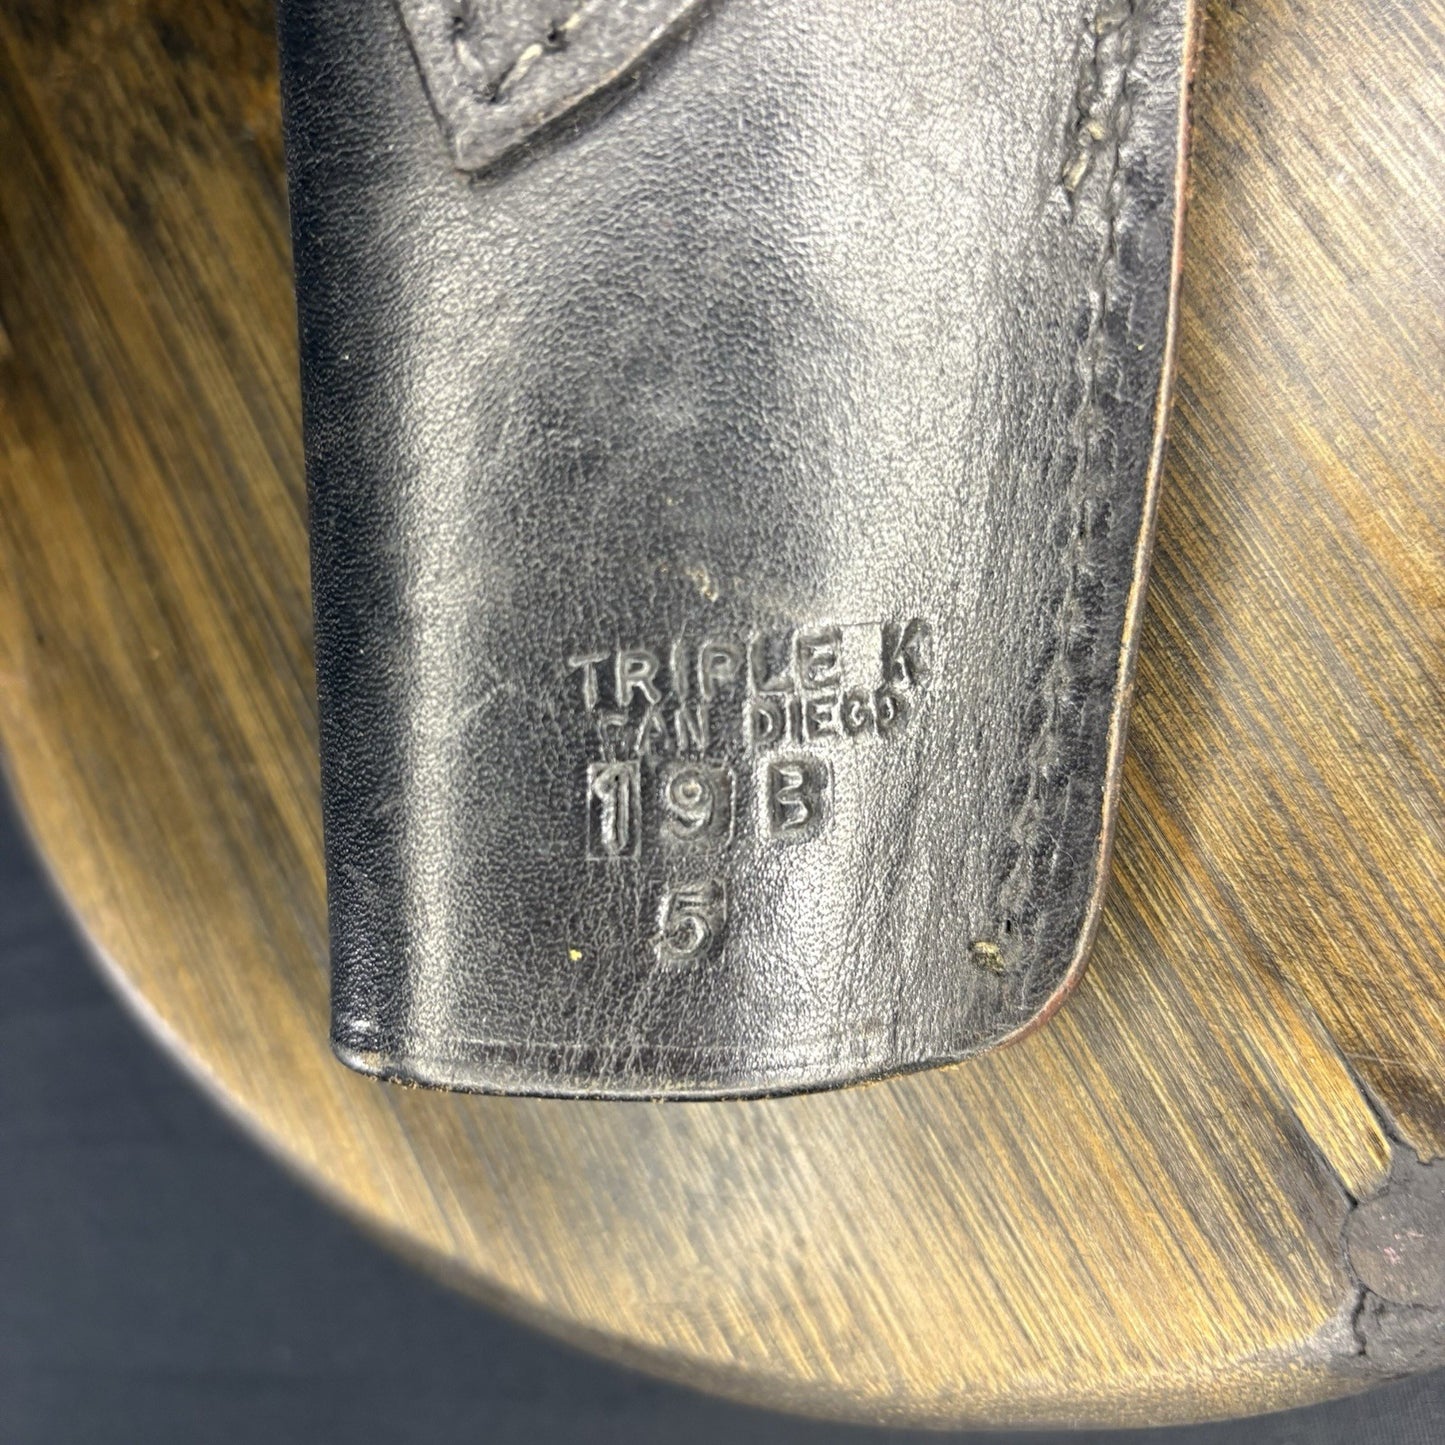 TRIPLE K
SAN DIEGO
19B
5